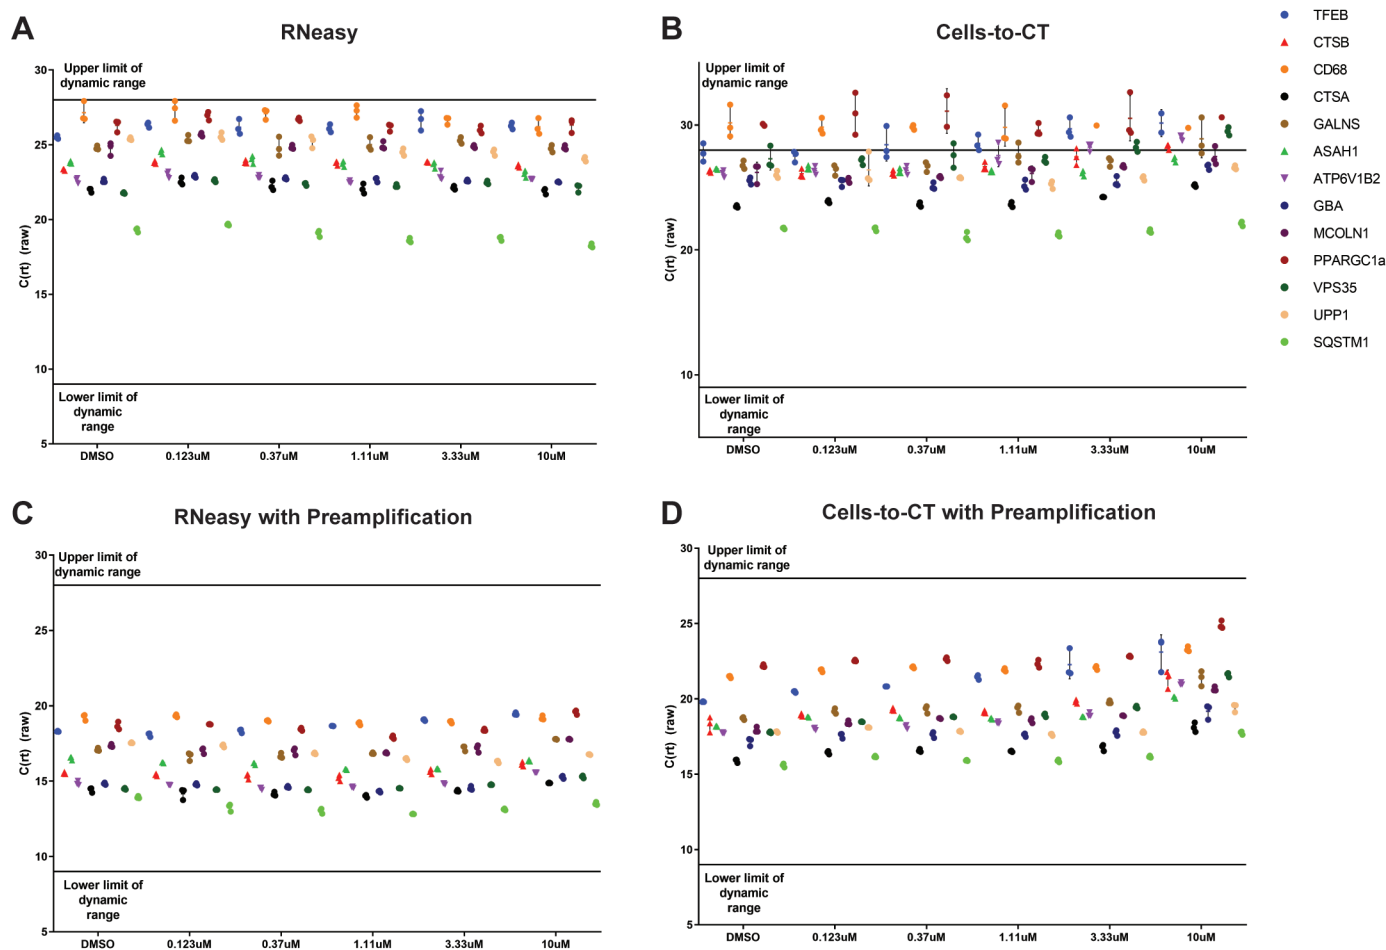 A
RNeasy
Upper limit of
dynamic range
30
25
20
15
10
5
C(rt) (raw)
Lower limit of
dynamic
range
DMSO
0.123uM
0.37uM
1.11uM
3.33uM
10uM
B
Cells-to-CT
Upper limit of
dynamic range
30
20
10
C(rt) (raw)
Lower limit of
dynamic
range
DMSO
0.123uM
0.37uM
1.11uM
3.33uM
10uM
TFEB
CTSB
CD68
CTSA
GALNS
ASAH1
ATP6V1B2
GBA
MCOLN1
PPARGC1a
VPS35
UPP1
SQSTM1
C
RNeasy with Preamplification
Upper limit of
dynamic range
30
25
20
15
10
5
C(rt) (raw)
Lower limit of
dynamic
range
DMSO
0.123uM
0.37uM
1.11uM
3.33uM
10uM
D
Cells-to-CT with Preamplification
Upper limit of
dynamic range
30
25
20
15
10
5
C(rt) (raw)
Lower limit of
dynamic
range
DMSO
0.123uM
0.37uM
1.11uM
3.33uM
10uM